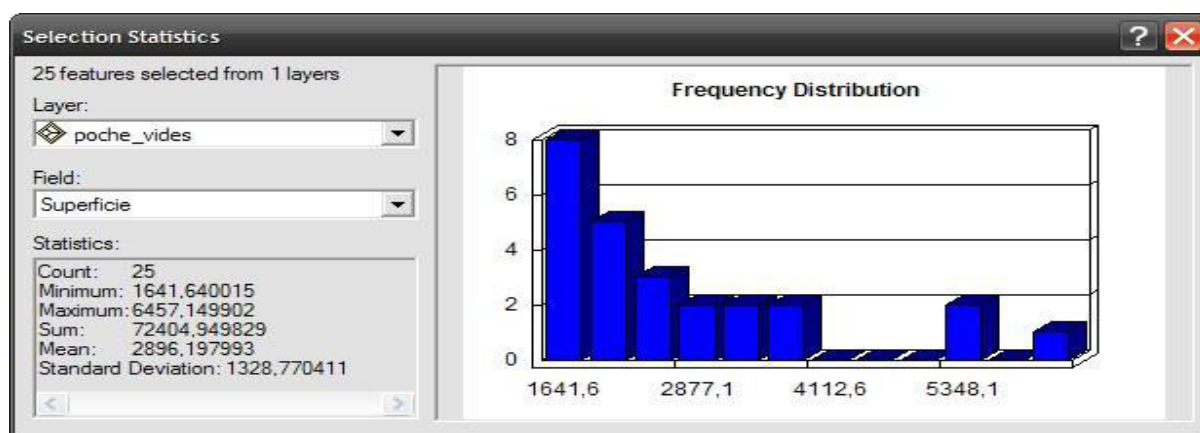 Selection Statistics
25 features selected from 1 layers
Layer:
poche_vides
Field:
Superficie
Statistics:
Count: 25
Minimum: 1641,640015
Maximum: 6457,149902
Sum: 72404,949829
Mean: 2896,197993
Standard Deviation: 1328,770411
Frequency Distribution
8
6
4
2
0
1641,6 2877,1 4112,6 5348,1